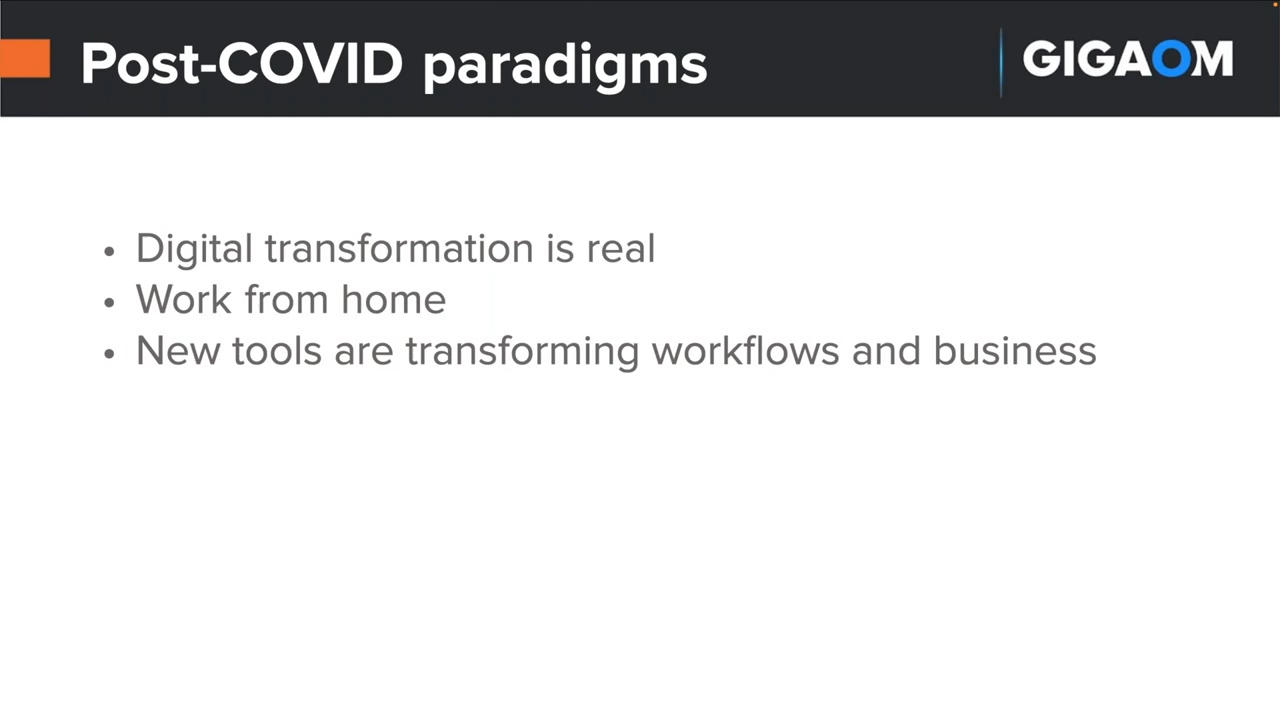 Post-COVID paradigms
GIGAOM
• Digital transformation is real
• Work from home
• New tools are transforming workflows and business